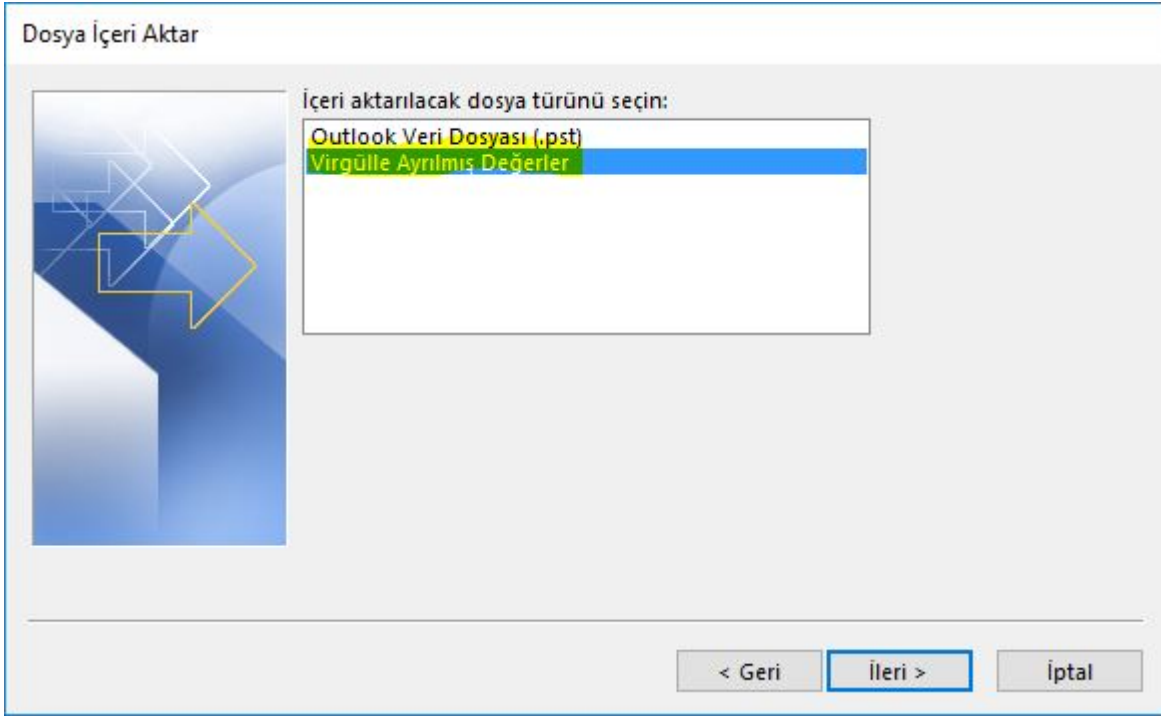 Dosya İçeri Aktar
İçeri aktarılacak dosya türünü seçin:
Outlook Veri Dosyası (.pst)
Virgülle Ayrılmış Değerler
< Geri
İleri >
İptal